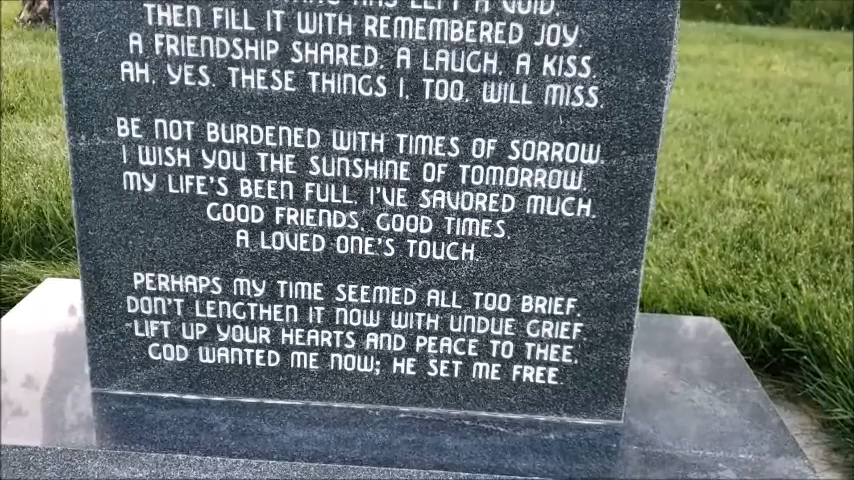 LEFT A VOID,
THEN FILL IT WITH REMEMBERED JOY.
A FRIENDSHIP SHARED, A LAUGH, A KISS.
AH, YES, THESE THINGS I, TOO, WILL MISS.
BE NOT BURDENED WITH TIMES OF SORROW.
I WISH YOU THE SUNSHINE OF TOMORROW.
MY LIFE'S BEEN FULL, I'VE SAVORED MUCH,
GOOD FRIENDS, GOOD TIMES,
A LOVED ONE'S TOUCH.
PERHAPS MY TIME SEEMED ALL TOO BRIEF.
DON'T LENGTHEN IT NOW WITH UNDUE GRIEF
LIFT UP YOUR HEARTS AND PEACE TO THEE,
GOD WANTED ME NOW; HE SET ME FREE.